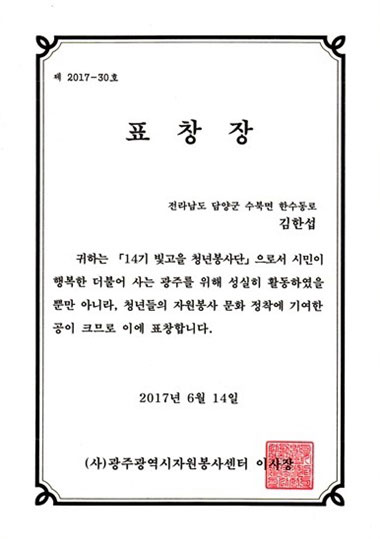 제 2017-30호
표 창 장
전라남도 담양군 수북면 한수동로
김한섭
귀하는 「14기 빛고을 청년봉사단」으로서 시민이
행복한 더불어 사는 광주를 위해 성실히 활동하였을
뿐만 아니라, 청년들의 자원봉사 문화 정착에 기여한
공이 크므로 이에 표창합니다.
2017년 6월 14일
(사)광주광역시자원봉사센터 이사장